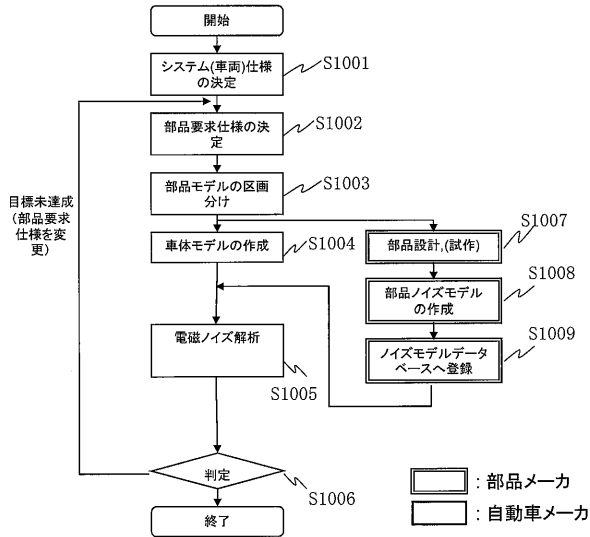 開始
システム(車両)仕様
の決定
S1001
部品要求仕様の決
定
S1002
部品モデルの区画
分け
S1003
車体モデルの作成
S1004
目標未達成
(部品要求
仕様を変
更)
部品設計,(試作)
S1007
部品ノイズモデル
の作成
S1008
ノイズモデルデータ
ベースへ登録
S1009
電磁ノイズ解析
S1005
判定
S1006
終了
:部品メーカ
:自動車メーカ